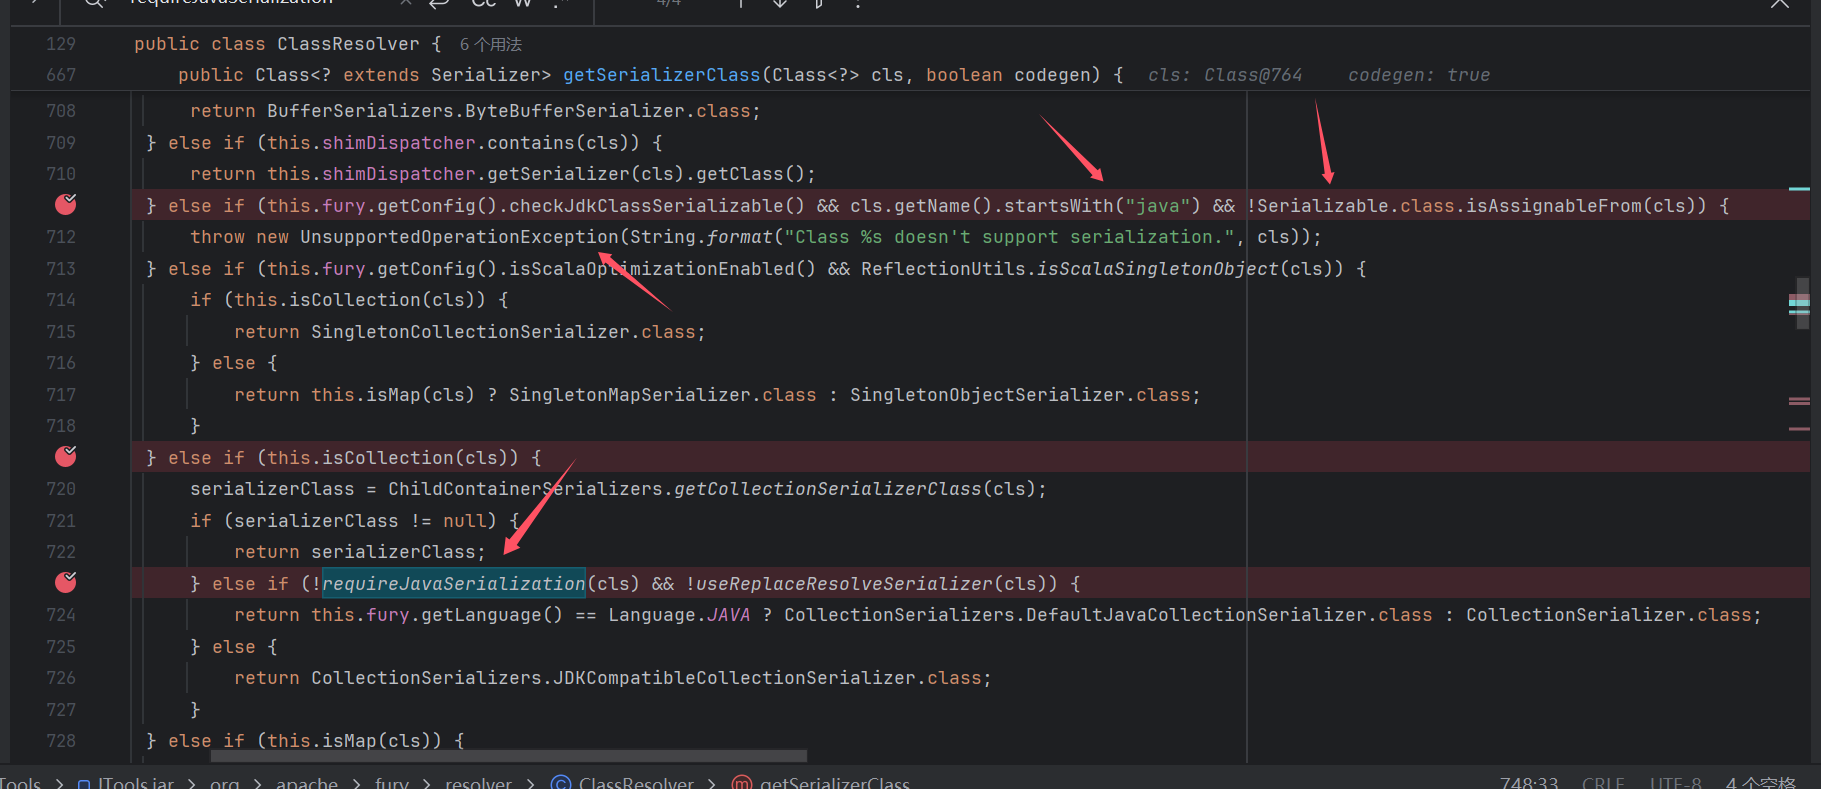 requireJavaSerialization Cc W .* 4/4
129 public class ClassResolver { 6 个用法
667 public Class<? extends Serializer> getSerializerClass(Class<?> cls, boolean codegen) { cls: Class@764 codegen: true
708 return BufferSerializers.ByteBufferSerializer.class;
709 } else if (this.shimDispatcher.contains(cls)) {
710 return this.shimDispatcher.getSerializer(cls).getClass();
} else if (this.fury.getConfig().checkJdkClassSerializable() && cls.getName().startsWith("java") && !Serializable.class.isAssignableFrom(cls)) {
712 throw new UnsupportedOperationException(String.format("Class %s doesn't support serialization.", cls));
713 } else if (this.fury.getConfig().isScalaOptimizationEnabled() && ReflectionUtils.isScalaSingletonObject(cls)) {
714 if (this.isCollection(cls)) {
715 return SingletonCollectionSerializer.class;
716 } else {
717 return this.isMap(cls) ? SingletonMapSerializer.class : SingletonObjectSerializer.class;
718 }
} else if (this.isCollection(cls)) {
720 serializerClass = ChildContainerSerializers.getCollectionSerializerClass(cls);
721 if (serializerClass != null) {
722 return serializerClass;
} else if (!requireJavaSerialization(cls) && !useReplaceResolveSerializer(cls)) {
724 return this.fury.getLanguage() == Language.JAVA ? CollectionSerializers.DefaultJavaCollectionSerializer.class : CollectionSerializer.class;
725 } else {
726 return CollectionSerializers.JDKCompatibleCollectionSerializer.class;
727 }
728 } else if (this.isMap(cls)) {
Tools > JTools.jar > org > apache > fury > resolver > ClassResolver > getSerializerClass 748:33 CRLF UTF-8 4 个空格